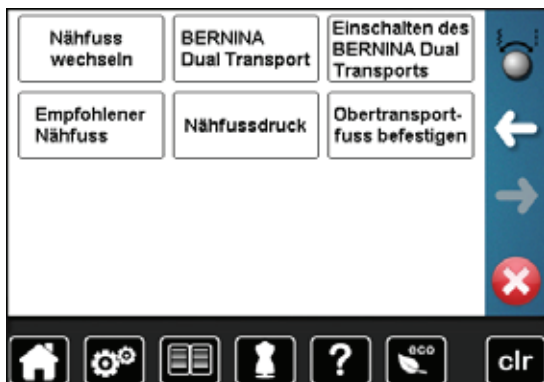 Nähfuss
wechseln
BERNINA
Dual Transport
Einschalten des
BERNINA Dual
Transports
Empfohlener
Nähfuss
Nähfussdruck
Obertransport-
fuss befestigen
?
eco
clr